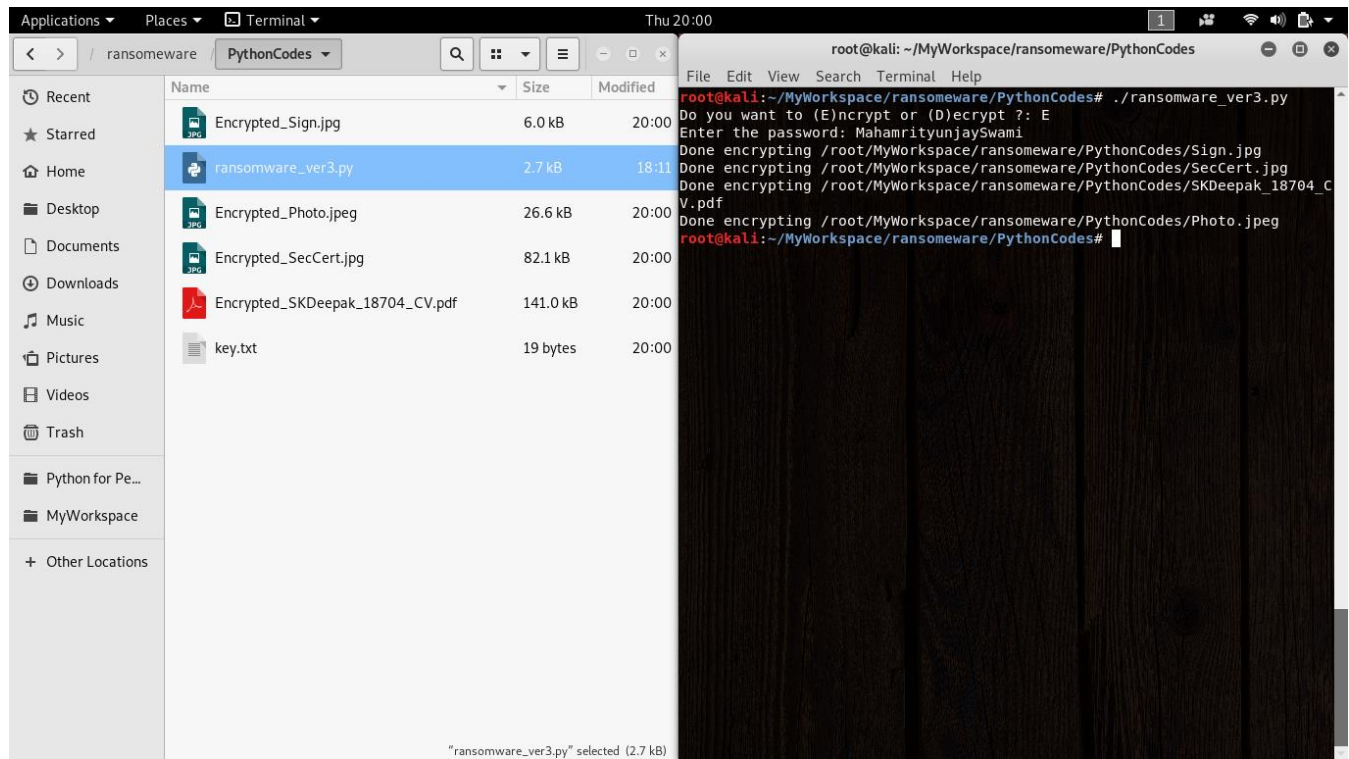 Applications Places Terminal Thu 20:00 1
/ ransomeware / PythonCodes
Name Size Modified
Recent
Starred
Home
Desktop
Documents
Downloads
Music
Pictures
Videos
Trash
Python for Pe...
MyWorkspace
+ Other Locations
Encrypted_Sign.jpg 6.0 kB 20:00
ransomware_ver3.py 2.7 kB 18:11
Encrypted_Photo.jpeg 26.6 kB 20:00
Encrypted_SecCert.jpg 82.1 kB 20:00
Encrypted_SKDeepak_18704_CV.pdf 141.0 kB 20:00
key.txt 19 bytes 20:00
JPG
JPG
JPG
"ransomware_ver3.py" selected (2.7 kB)
root@kali: ~/MyWorkspace/ransomeware/PythonCodes
File Edit View Search Terminal Help
root@kali:~/MyWorkspace/ransomeware/PythonCodes# ./ransomware_ver3.py
Do you want to (E)ncrypt or (D)ecrypt ?: E
Enter the password: MahamrityunjaySwami
Done encrypting /root/MyWorkspace/ransomeware/PythonCodes/Sign.jpg
Done encrypting /root/MyWorkspace/ransomeware/PythonCodes/SecCert.jpg
Done encrypting /root/MyWorkspace/ransomeware/PythonCodes/SKDeepak_18704_C
V.pdf
Done encrypting /root/MyWorkspace/ransomeware/PythonCodes/Photo.jpeg
root@kali:~/MyWorkspace/ransomeware/PythonCodes#